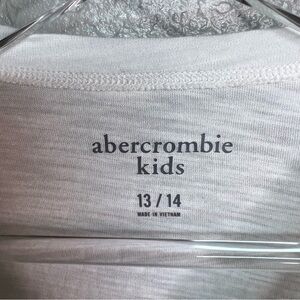 abercrombie
kids
13 / 14
MADE IN VIETNAM